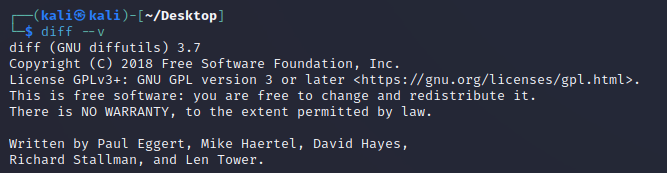 ┌──(kali㉿kali)-[~/Desktop]
└─$ diff --v
diff (GNU diffutils) 3.7
Copyright (C) 2018 Free Software Foundation, Inc.
License GPLv3+: GNU GPL version 3 or later <https://gnu.org/licenses/gpl.html>.
This is free software: you are free to change and redistribute it.
There is NO WARRANTY, to the extent permitted by law.

Written by Paul Eggert, Mike Haertel, David Hayes,
Richard Stallman, and Len Tower.